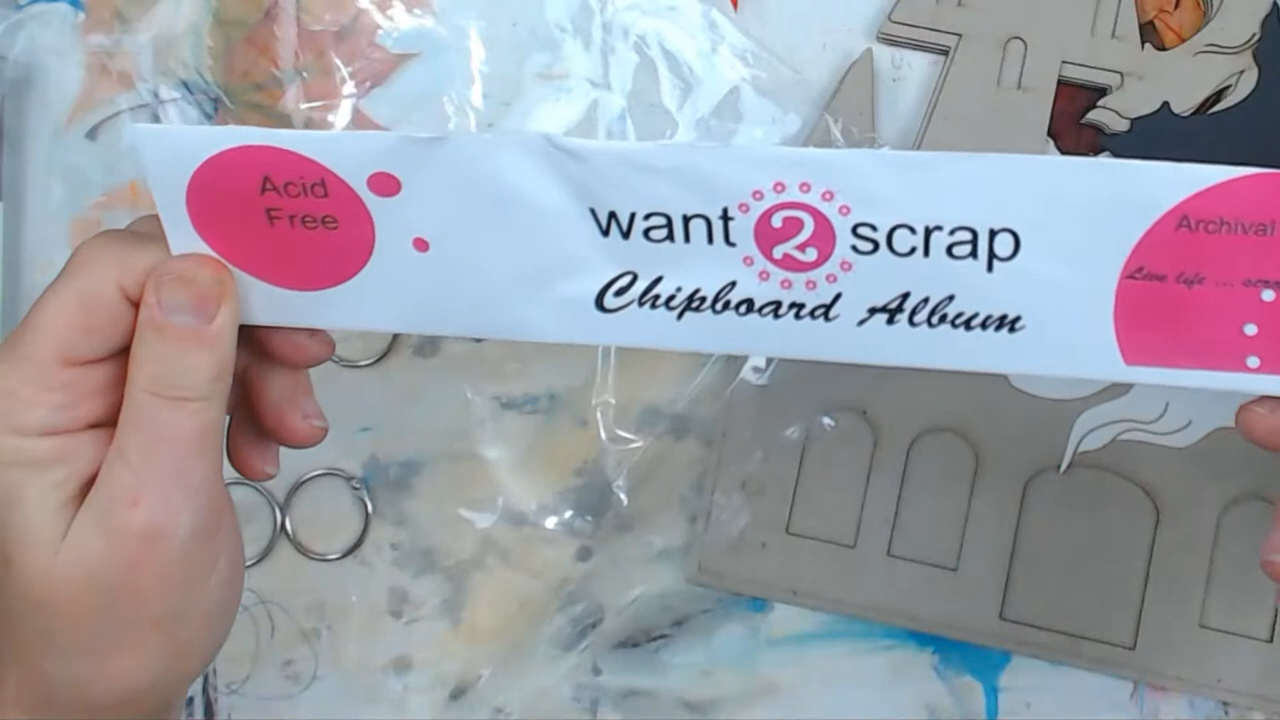 Acid
Free
want 2 scrap
Chipboard Album
Archival
Live life ...